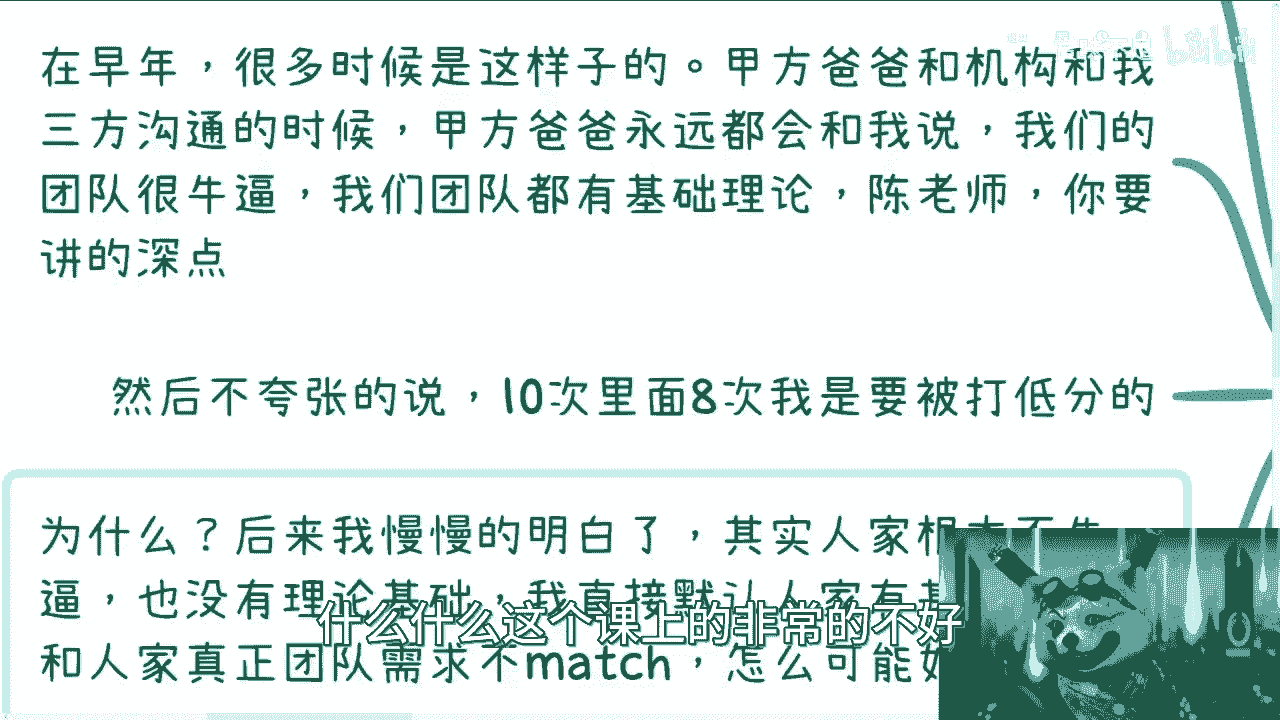 在早年，很多时候是这样子的。甲方爸爸和机构和我
三方沟通的时候，甲方爸爸永远都会和我说，我们的
团队很牛逼，我们团队都有基础理论，陈老师，你要
讲的深点
然后不夸张的说，10次里面8次我是要被打低分的
为什么？后来我慢慢的明白了，其实人家根本不牛
逼，也没有理论基础，我直接默认人家有基
什么什么这个课上的非常的不好
和人家真正团队需求不match，怎么可能